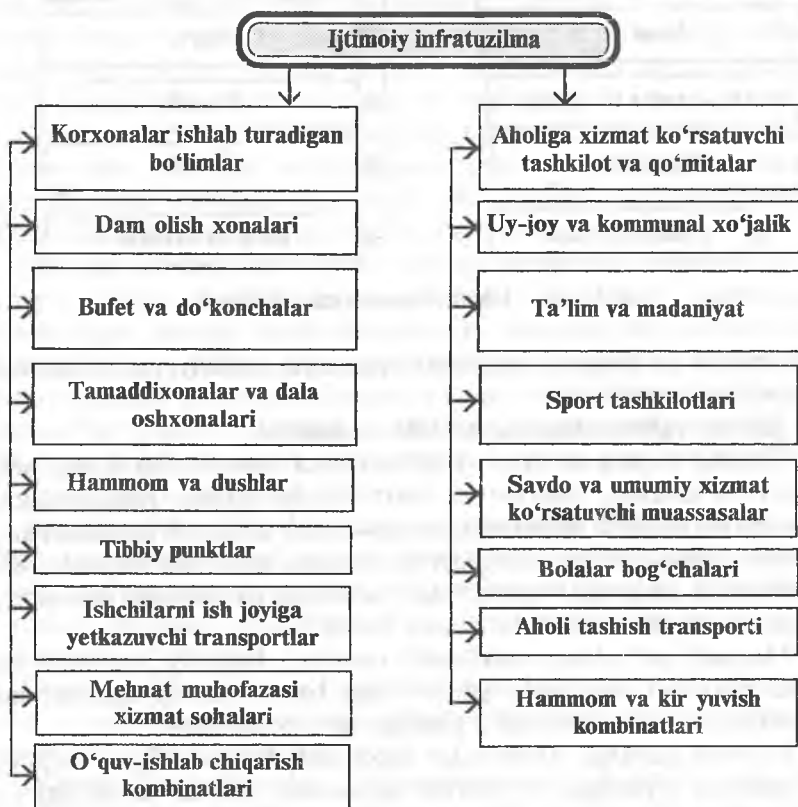 Ijtimoiy infratuzilma
Korxonalar ishlab turadigan
bo‘limlar
Dam olish xonalari
Bufet va do‘konchalar
Tamaddixonalar va dala
oshxonalari
Hammom va dushlar
Tibbiy punktlar
Ishchilarni ish joyiga
yetkazuvchi transportlar
Mehnat muhofazasi
xizmat sohalari
O‘quv-ishlab chiqarish
kombinatlari
Aholiga xizmat ko‘rsatuvchi
tashkilot va qo‘mitalar
Uy-joy va kommunal xo‘jalik
Ta’lim va madaniyat
Sport tashkilotlari
Savdo va umumiy xizmat
ko‘rsatuvchi muassasalar
Bolalar bog‘chalari
Aholi tashish transporti
Hammom va kir yuvish
kombinatlari